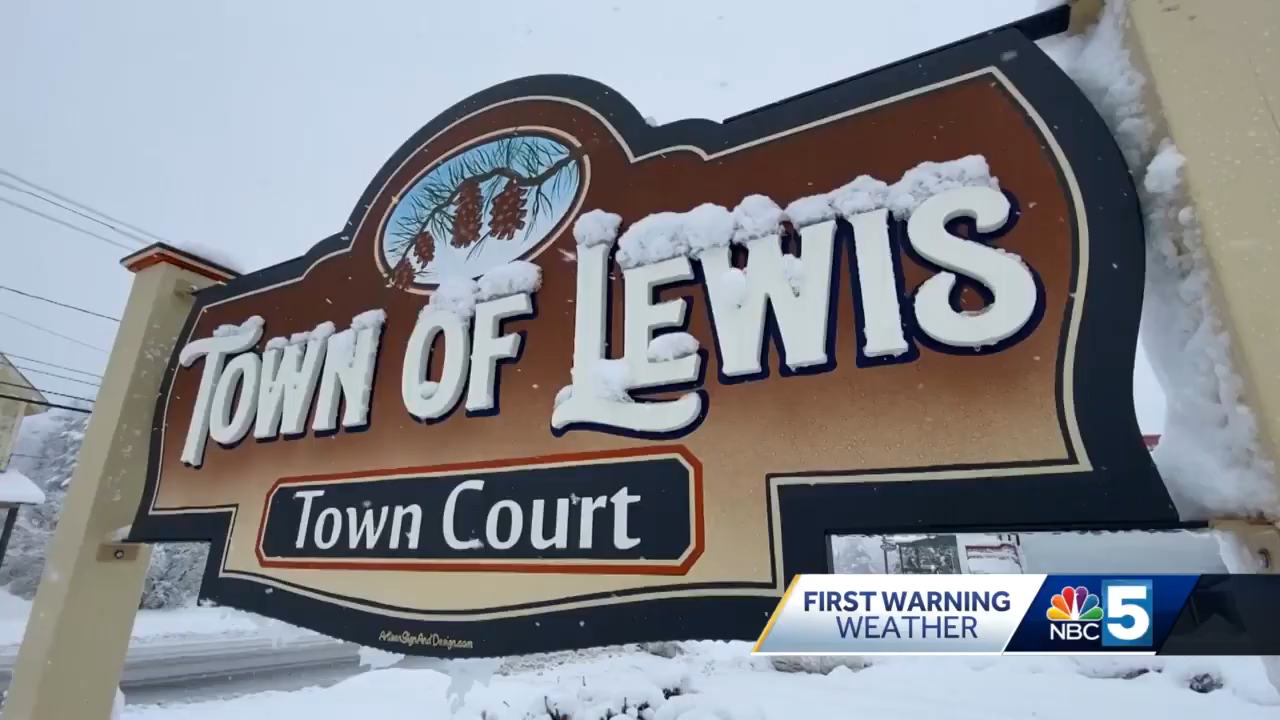 TOWN OF LEWIS
Town Court
ArtisanSignAndDesign.com
FIRST WARNING
WEATHER
NBC 5